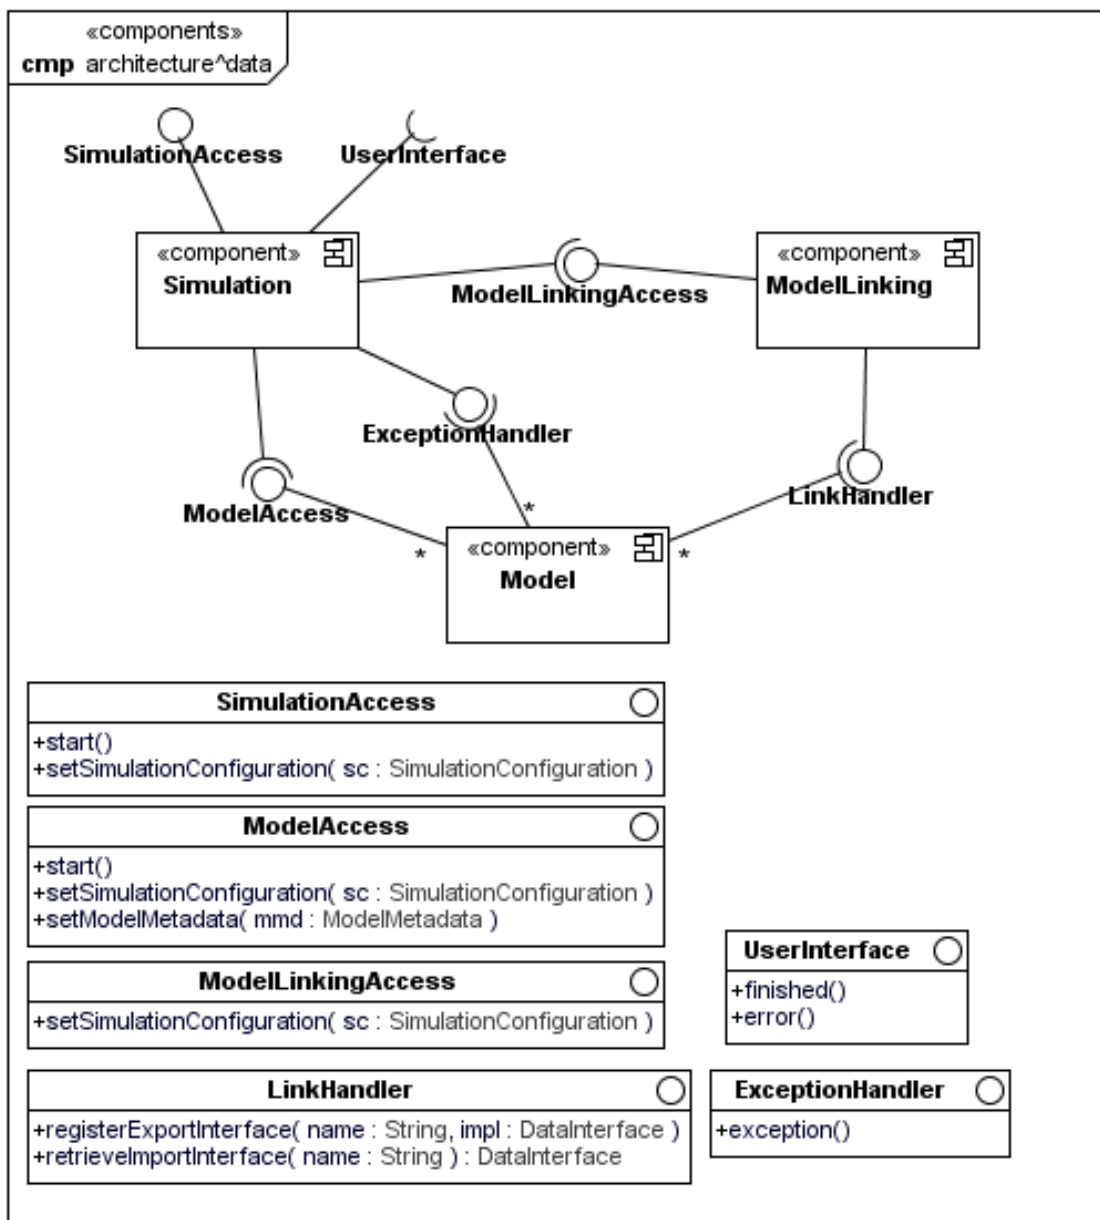 «components»
cmp architecture^data
SimulationAccess
UserInterface
«component»
Simulation
ModelLinkingAccess
«component»
ModelLinking
ExceptionHandler
ModelAccess
LinkHandler
*
*
*
«component»
Model
SimulationAccess
+start()
+setSimulationConfiguration( sc : SimulationConfiguration )
ModelAccess
+start()
+setSimulationConfiguration( sc : SimulationConfiguration )
+setModelMetadata( mmd : ModelMetadata )
ModelLinkingAccess
+setSimulationConfiguration( sc : SimulationConfiguration )
UserInterface
+finished()
+error()
LinkHandler
+registerExportInterface( name : String, impl : DataInterface )
+retrieveImportInterface( name : String ) : DataInterface
ExceptionHandler
+exception()